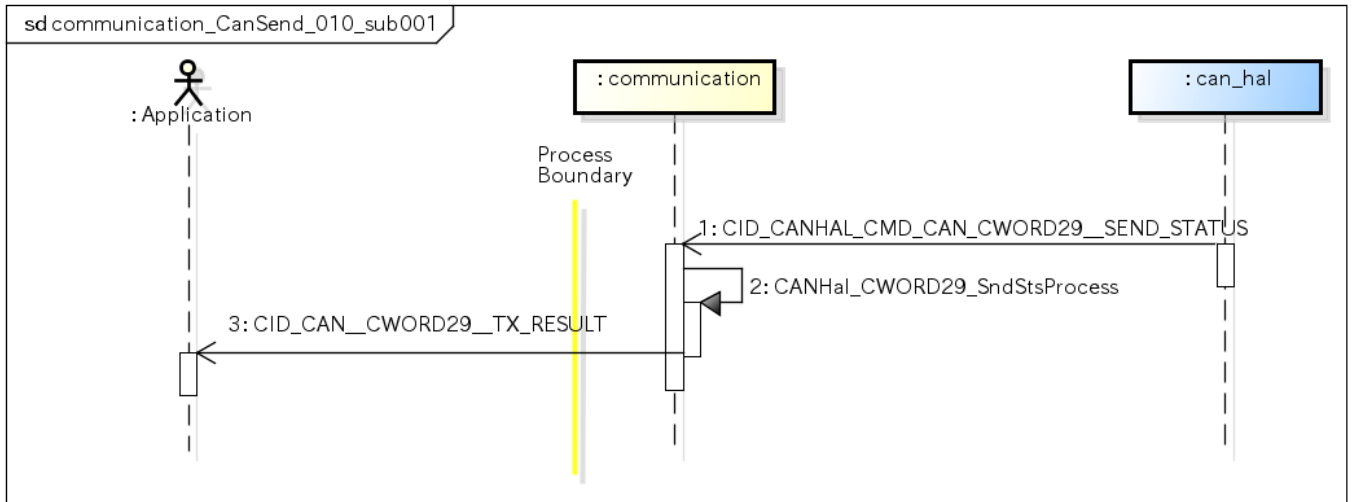 sd communication_CanSend_010_sub001
: Application
: communication
: can_hal
Process
Boundary
1: CID_CANHAL_CMD_CAN_CWORD29__SEND_STATUS
2: CANHal_CWORD29_SndStsProcess
3: CID_CAN__CWORD29__TX_RESULT